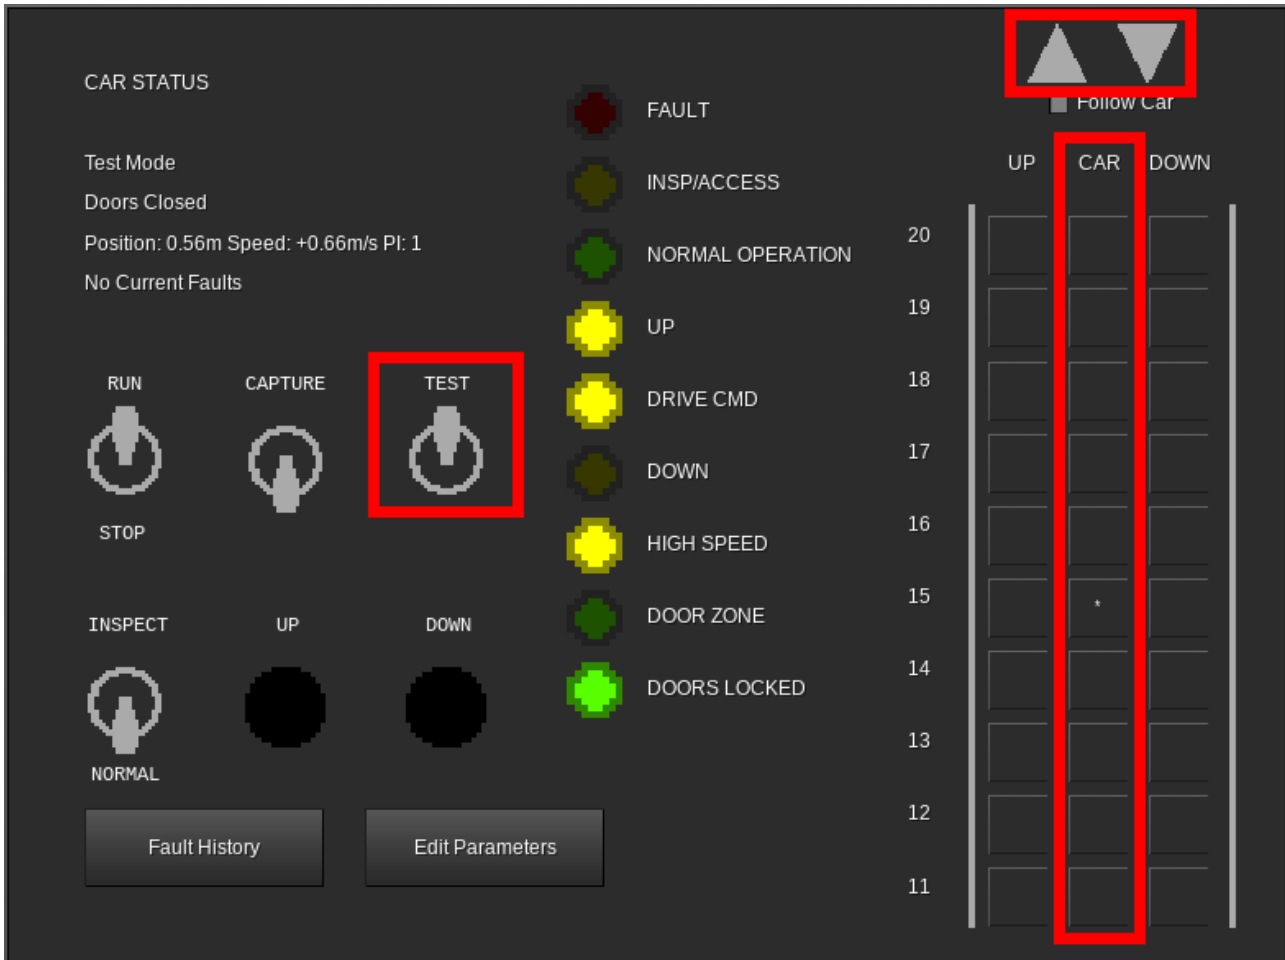 CAR STATUS
Test Mode
Doors Closed
Position: 0.56m Speed: +0.66m/s PI: 1
No Current Faults
RUN
CAPTURE
TEST
STOP
INSPECT
UP
DOWN
NORMAL
Fault History
Edit Parameters
FAULT
INSP/ACCESS
NORMAL OPERATION
UP
DRIVE CMD
DOWN
HIGH SPEED
DOOR ZONE
DOORS LOCKED
Follow Car
UP CAR DOWN
20
19
18
17
16
15 *
14
13
12
11